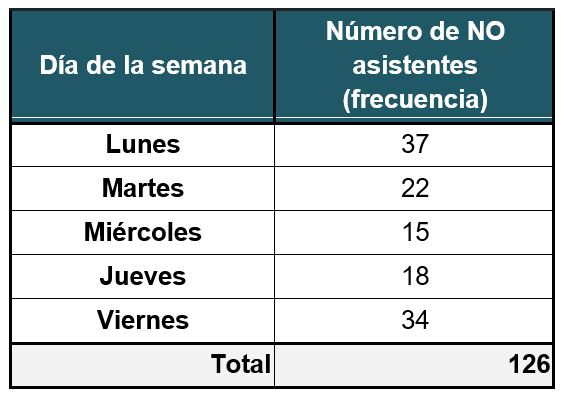 Día de la semana
Número de NO
asistentes
(frecuencia)
Lunes 37
Martes 22
Miércoles 15
Jueves 18
Viernes 34
Total 126